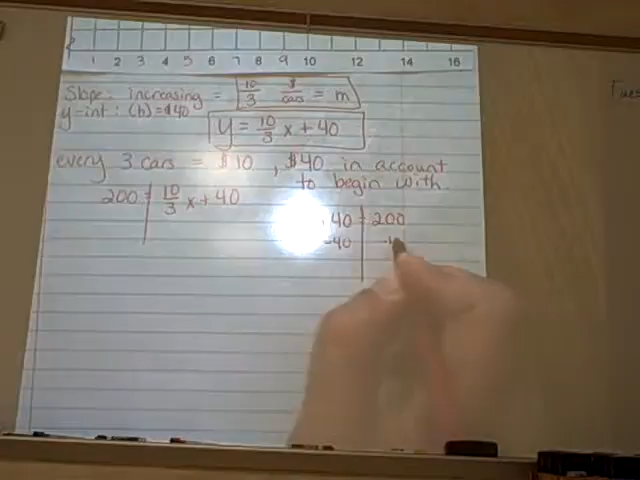 1 2 3 4 5 6 7 8 9 10 12 14 16
Slope: increasing = 10/3 $/cars = m
y-int: (b) = $40
y = 10/3 x + 40
every 3 cars = $10, $40 in account
to begin with.
200 = 10/3 x + 40
40 = 200
-40
Tues